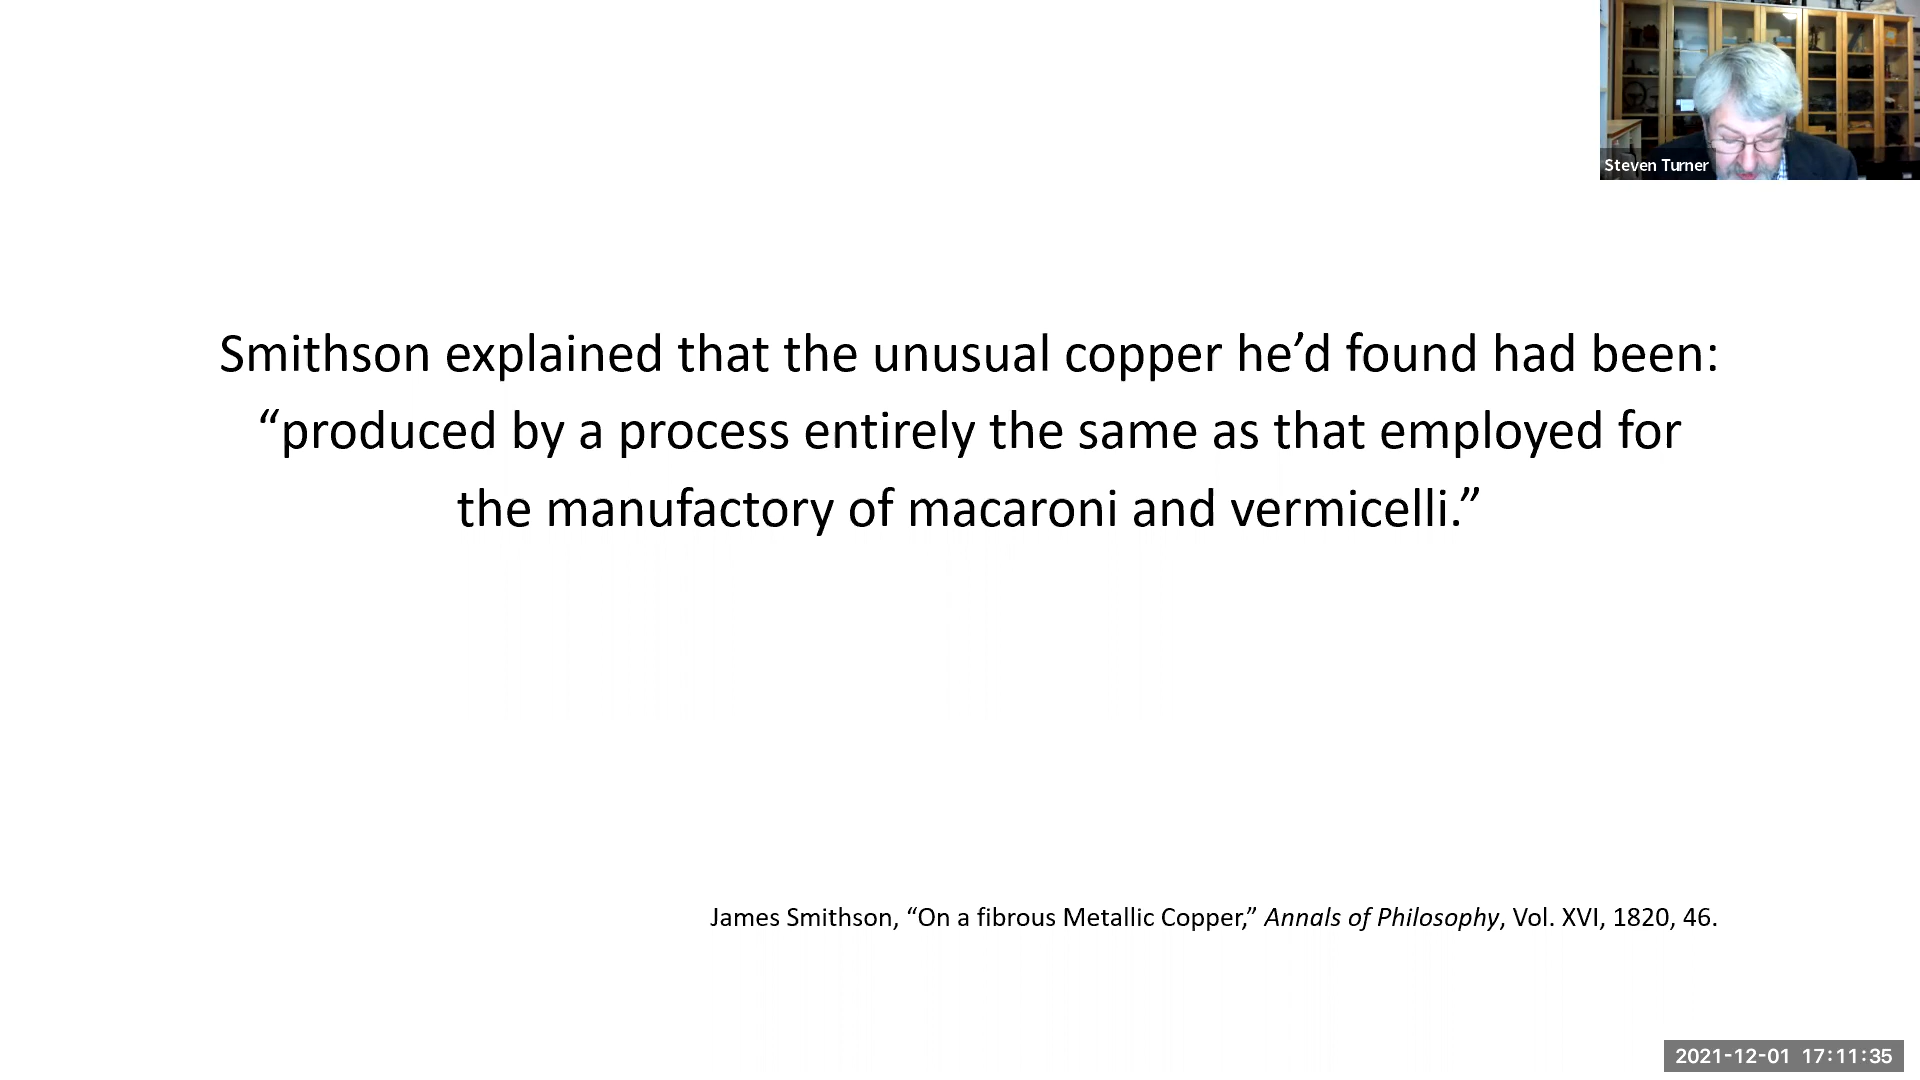 Steven Turner
Smithson explained that the unusual copper he’d found had been:
“produced by a process entirely the same as that employed for
the manufactory of macaroni and vermicelli.”
James Smithson, “On a fibrous Metallic Copper,” Annals of Philosophy, Vol. XVI, 1820, 46.
2021-12-01 17:11:35